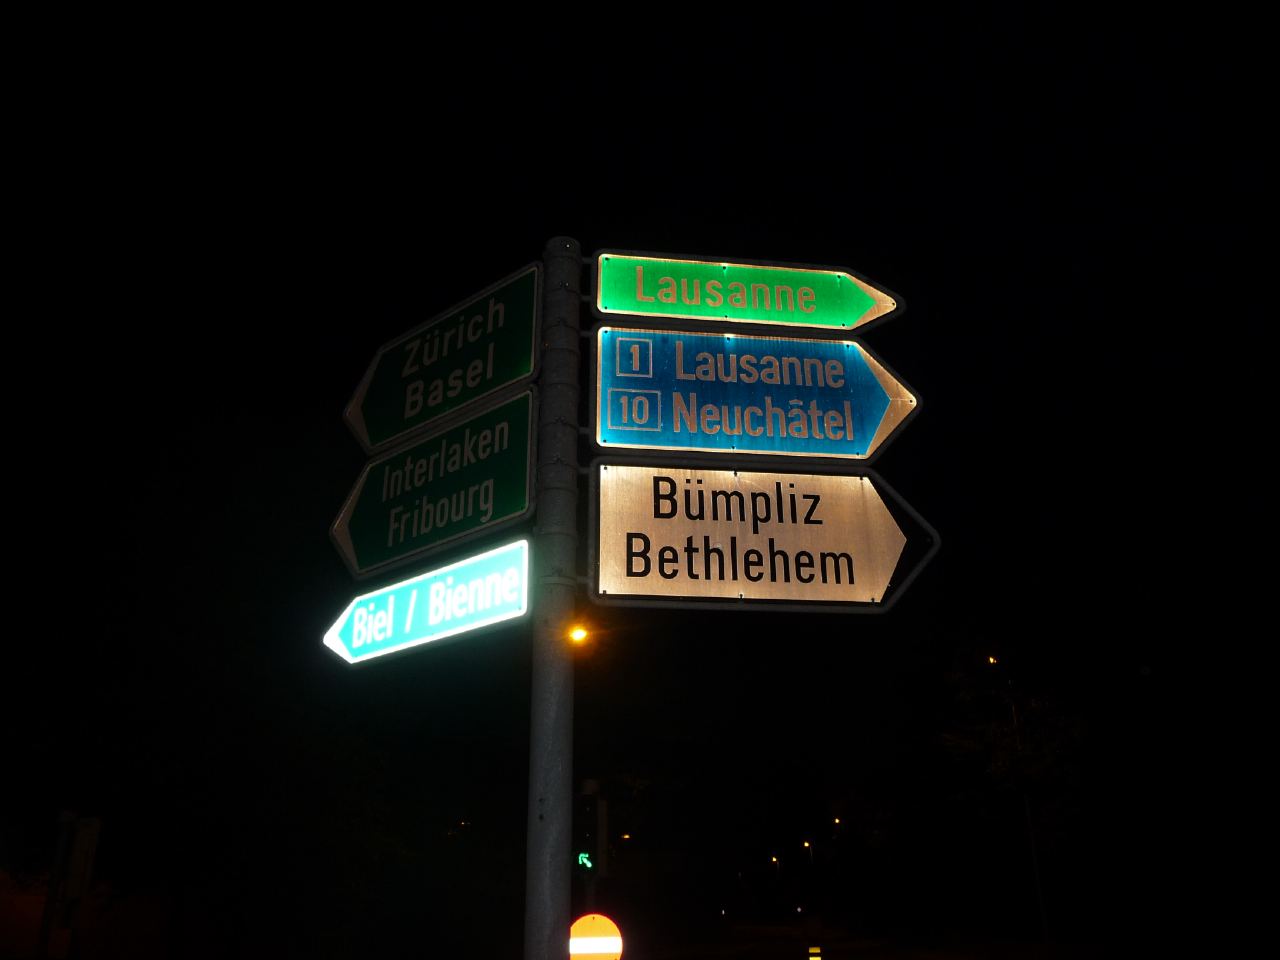 Zürich
Basel
Interlaken
Fribourg
Biel / Bienne
Lausanne
1 Lausanne
10 Neuchâtel
Bümpliz
Bethlehem